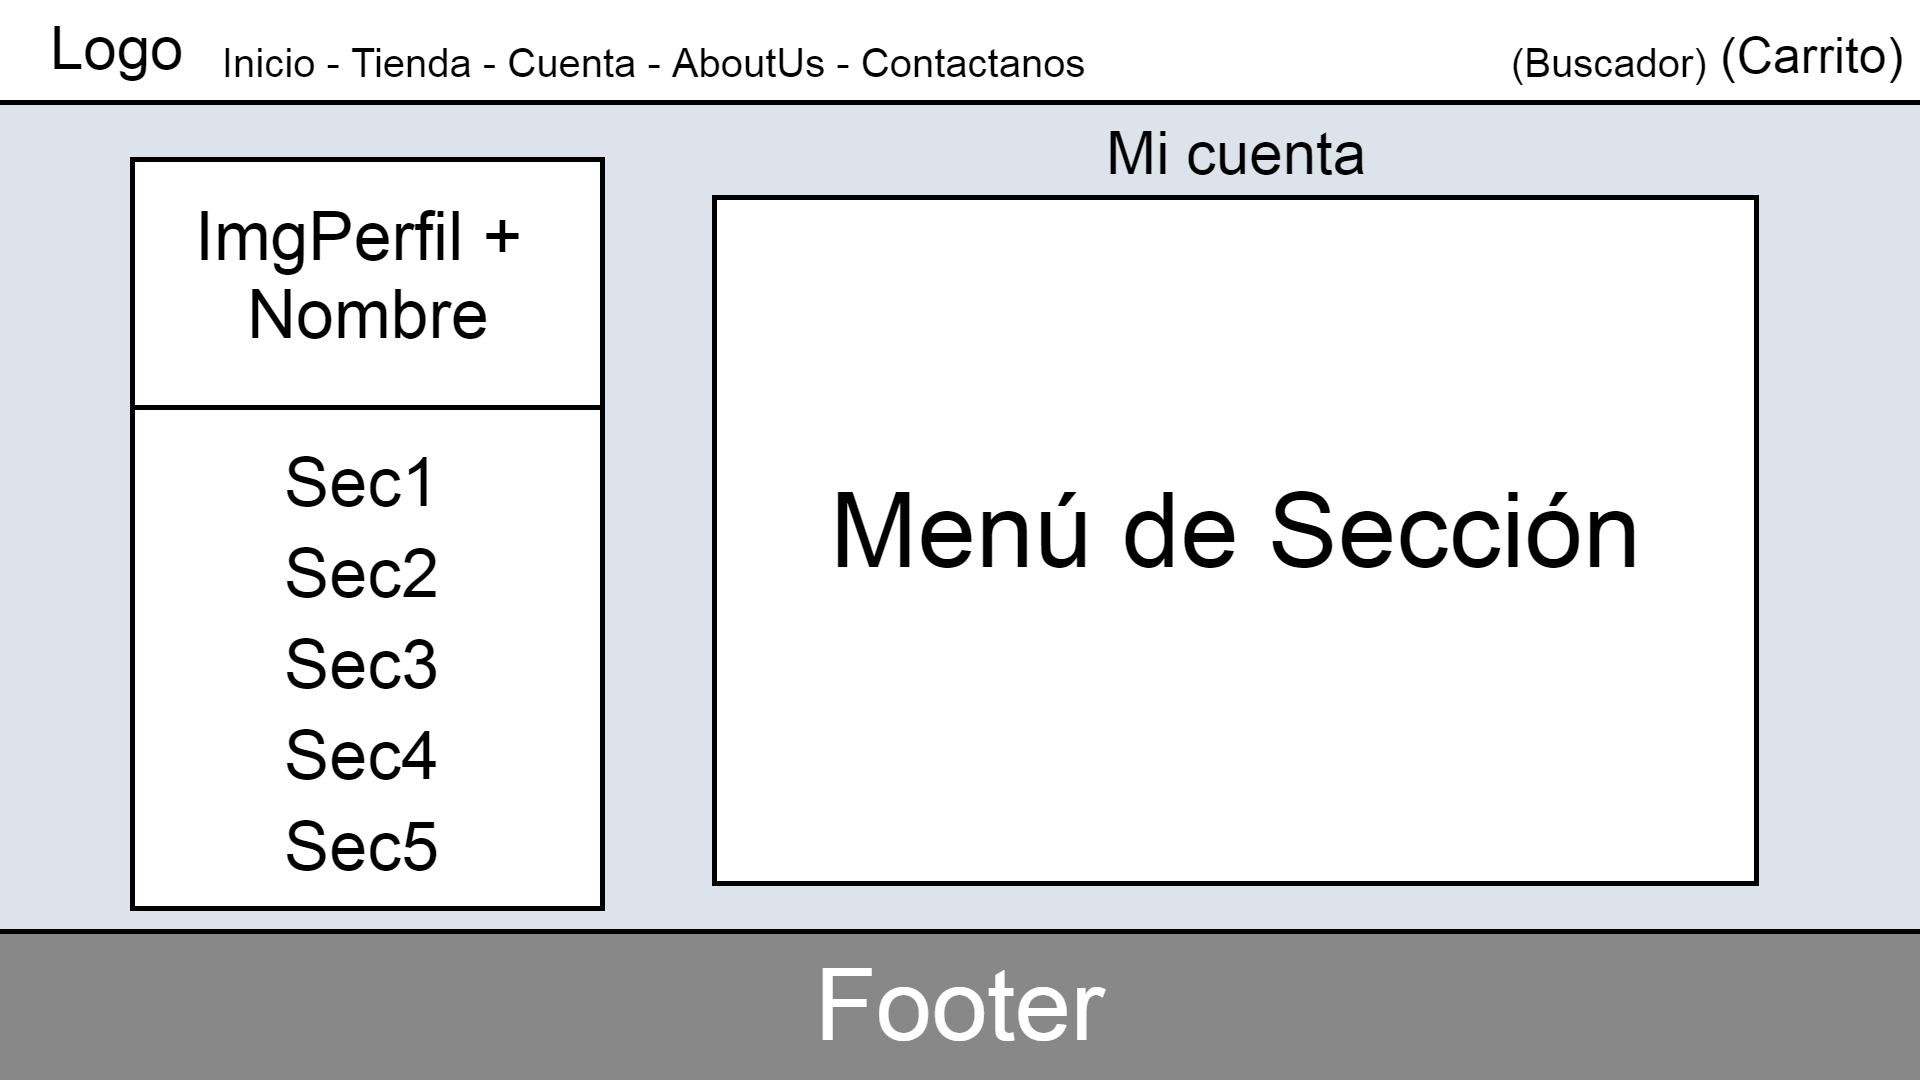 Logo
Inicio - Tienda - Cuenta - AboutUs - Contactanos
(Buscador)
(Carrito)
ImgPerfil +
Nombre
Sec1
Sec2
Sec3
Sec4
Sec5
Mi cuenta
Menú de Sección
Footer